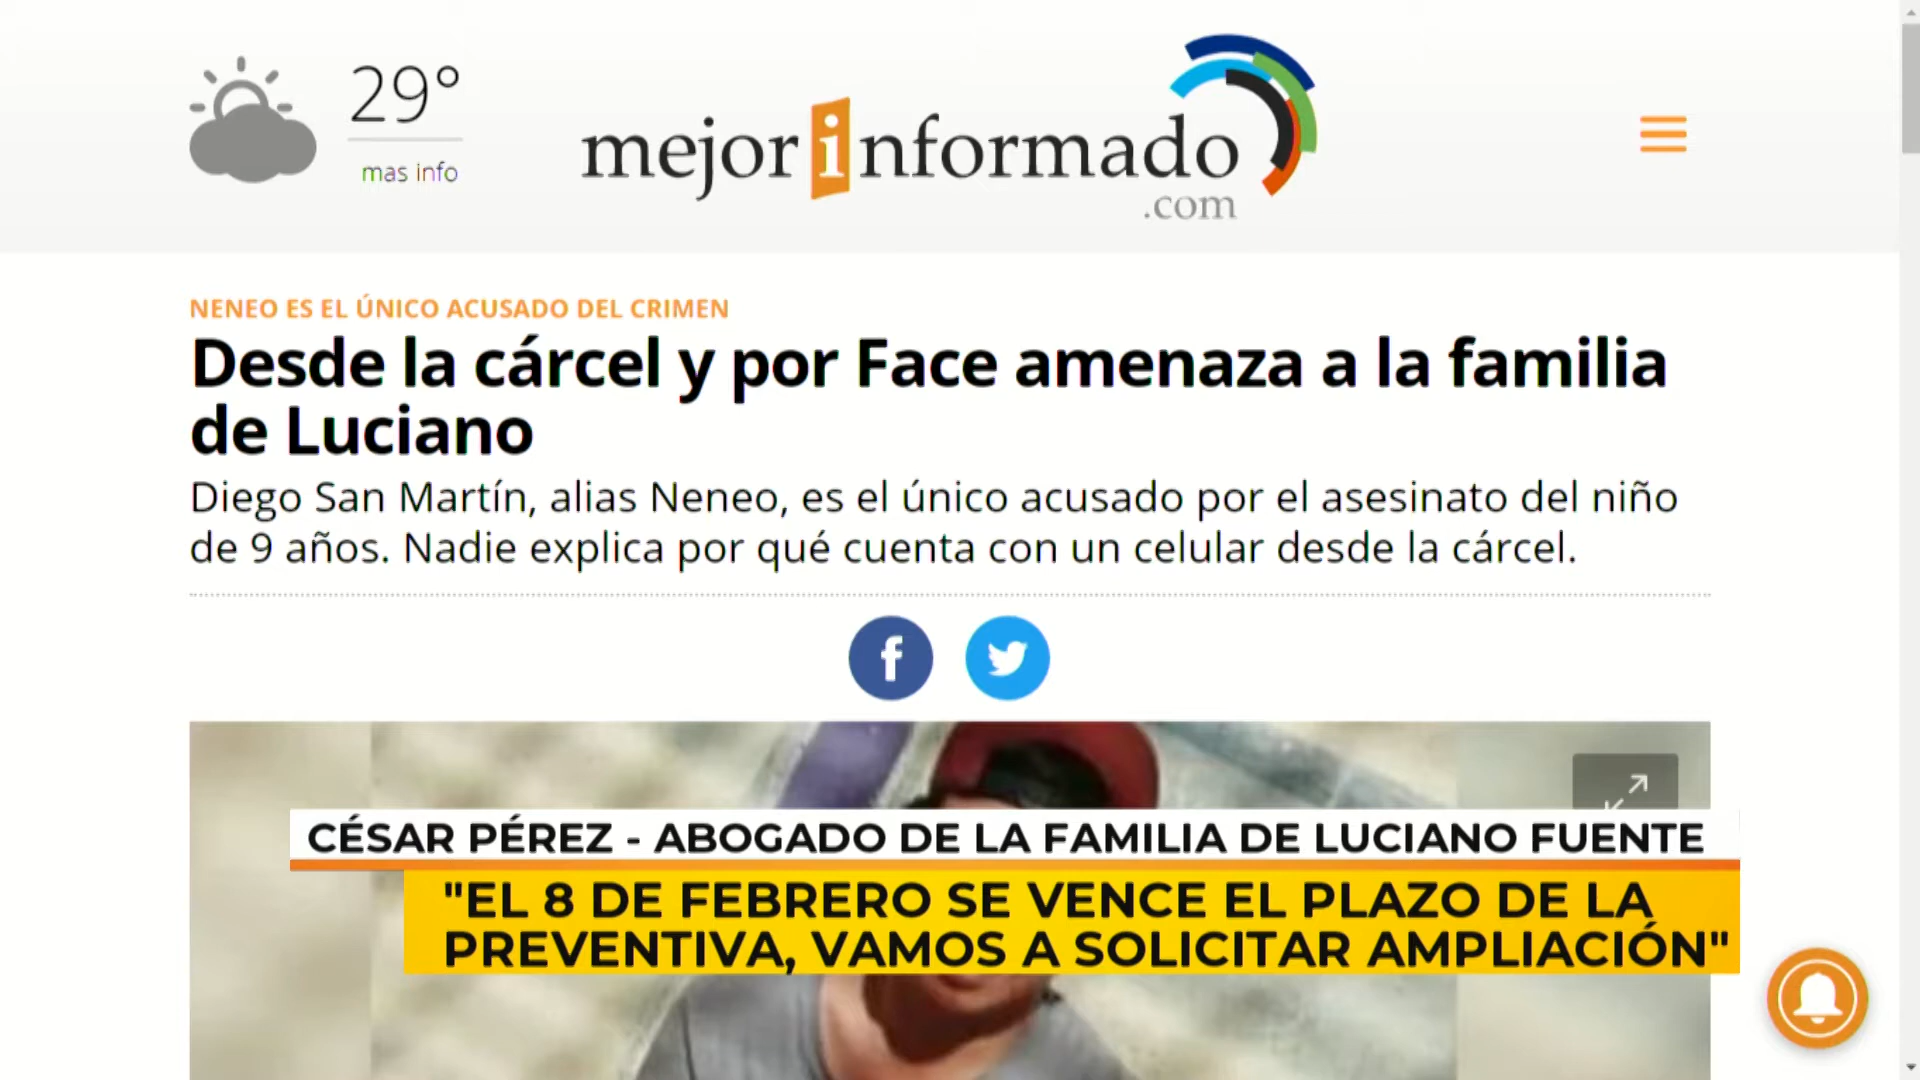 29°
mas info
mejorinformado
.com
NENEO ES EL ÚNICO ACUSADO DEL CRIMEN
Desde la cárcel y por Face amenaza a la familia
de Luciano
Diego San Martín, alias Neneo, es el único acusado por el asesinato del niño
de 9 años. Nadie explica por qué cuenta con un celular desde la cárcel.
CÉSAR PÉREZ - ABOGADO DE LA FAMILIA DE LUCIANO FUENTE
"EL 8 DE FEBRERO SE VENCE EL PLAZO DE LA
PREVENTIVA, VAMOS A SOLICITAR AMPLIACIÓN"